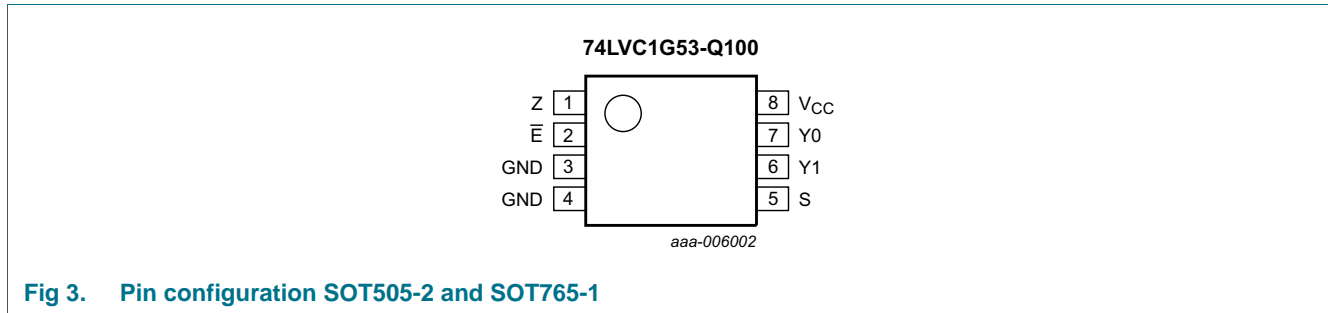 74LVC1G53-Q100
Z 1 8 VCC
E̅ 2 7 Y0
GND 3 6 Y1
GND 4 5 S
aaa-006002
Fig 3. Pin configuration SOT505-2 and SOT765-1